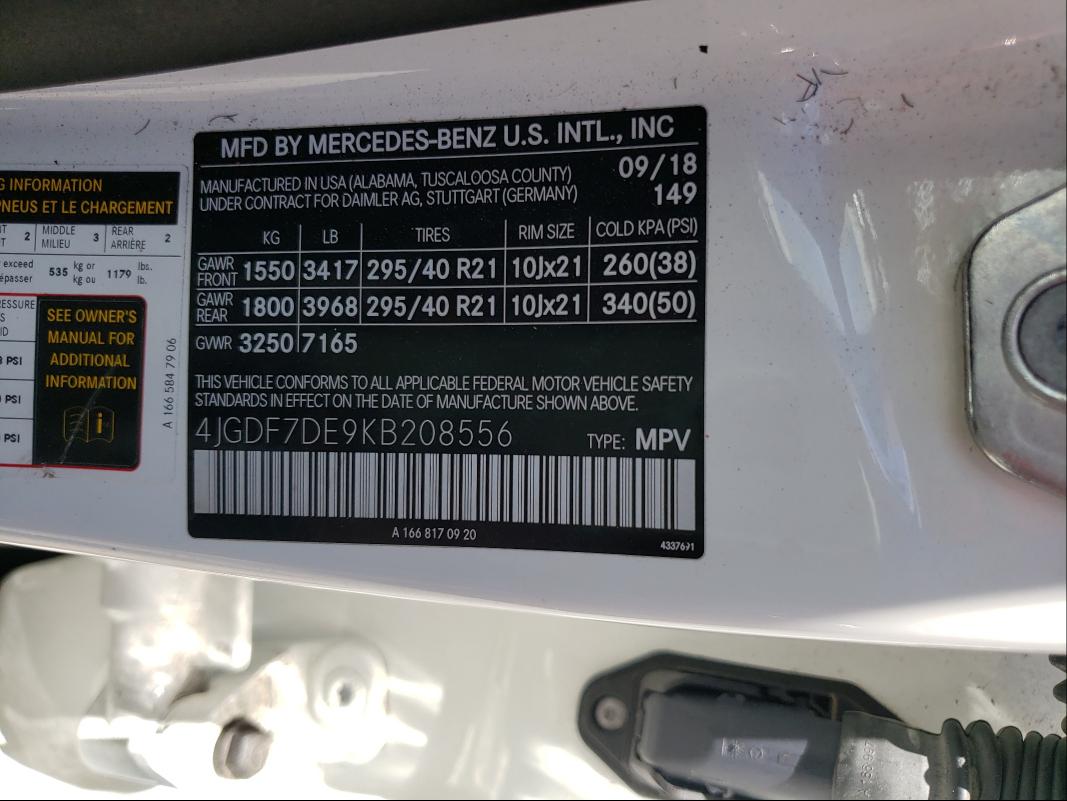 MFD BY MERCEDES-BENZ U.S. INTL., INC
MANUFACTURED IN USA (ALABAMA, TUSCALOOSA COUNTY) 09/18
UNDER CONTRACT FOR DAIMLER AG, STUTTGART (GERMANY) 149
KG LB TIRES RIM SIZE COLD KPA (PSI)
GAWR FRONT 1550 3417 295/40 R21 10Jx21 260(38)
GAWR REAR 1800 3968 295/40 R21 10Jx21 340(50)
GVWR 3250 7165
THIS VEHICLE CONFORMS TO ALL APPLICABLE FEDERAL MOTOR VEHICLE SAFETY
STANDARDS IN EFFECT ON THE DATE OF MANUFACTURE SHOWN ABOVE.
4JGDF7DE9KB208556 TYPE: MPV
A 166 817 09 20
4337691
G INFORMATION
PNEUS ET LE CHARGEMENT
2 MIDDLE 3 REAR 2
MILIEU ARRIÈRE
exceed 535 kg or 1179 lbs.
kg ou lb.
SEE OWNER'S
MANUAL FOR
ADDITIONAL
INFORMATION
PSI
PSI
PSI
A 166 584 79 06